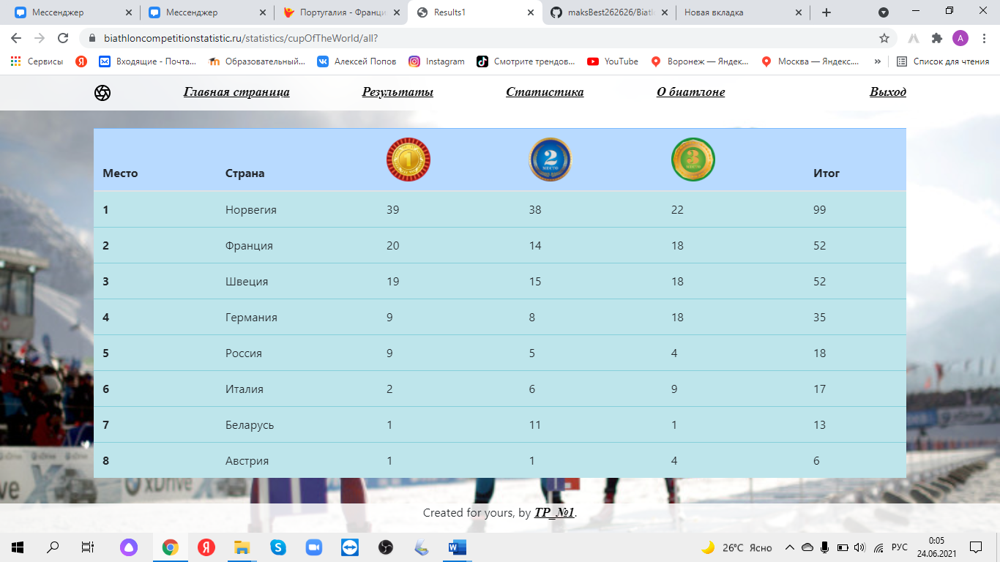 Мессенджер Мессенджер Португалия - Франци Results1 maksBest262626/Biatl Новая вкладка
biathloncompetitionstatistic.ru/statistics/cupOfTheWorld/all? A
Сервисы Я Входящие - Почта... Образовательный... Алексей Попов Instagram Смотрите трендов... YouTube Воронеж — Яндек... Москва — Яндекс.... » Список для чтения
Главная страница Результаты Статистика О биатлоне Выход
Место Страна 1 2 МЕСТО 3 МЕСТО Итог
1 Норвегия 39 38 22 99
2 Франция 20 14 18 52
3 Швеция 19 15 18 52
4 Германия 9 8 18 35
5 Россия 9 5 4 18
6 Италия 2 6 9 17
7 Беларусь 1 11 1 13
8 Австрия 1 1 4 6
xDrive
Created for yours, by ТР_№1.
Я 26°C Ясно РУС 0:05
24.06.2021